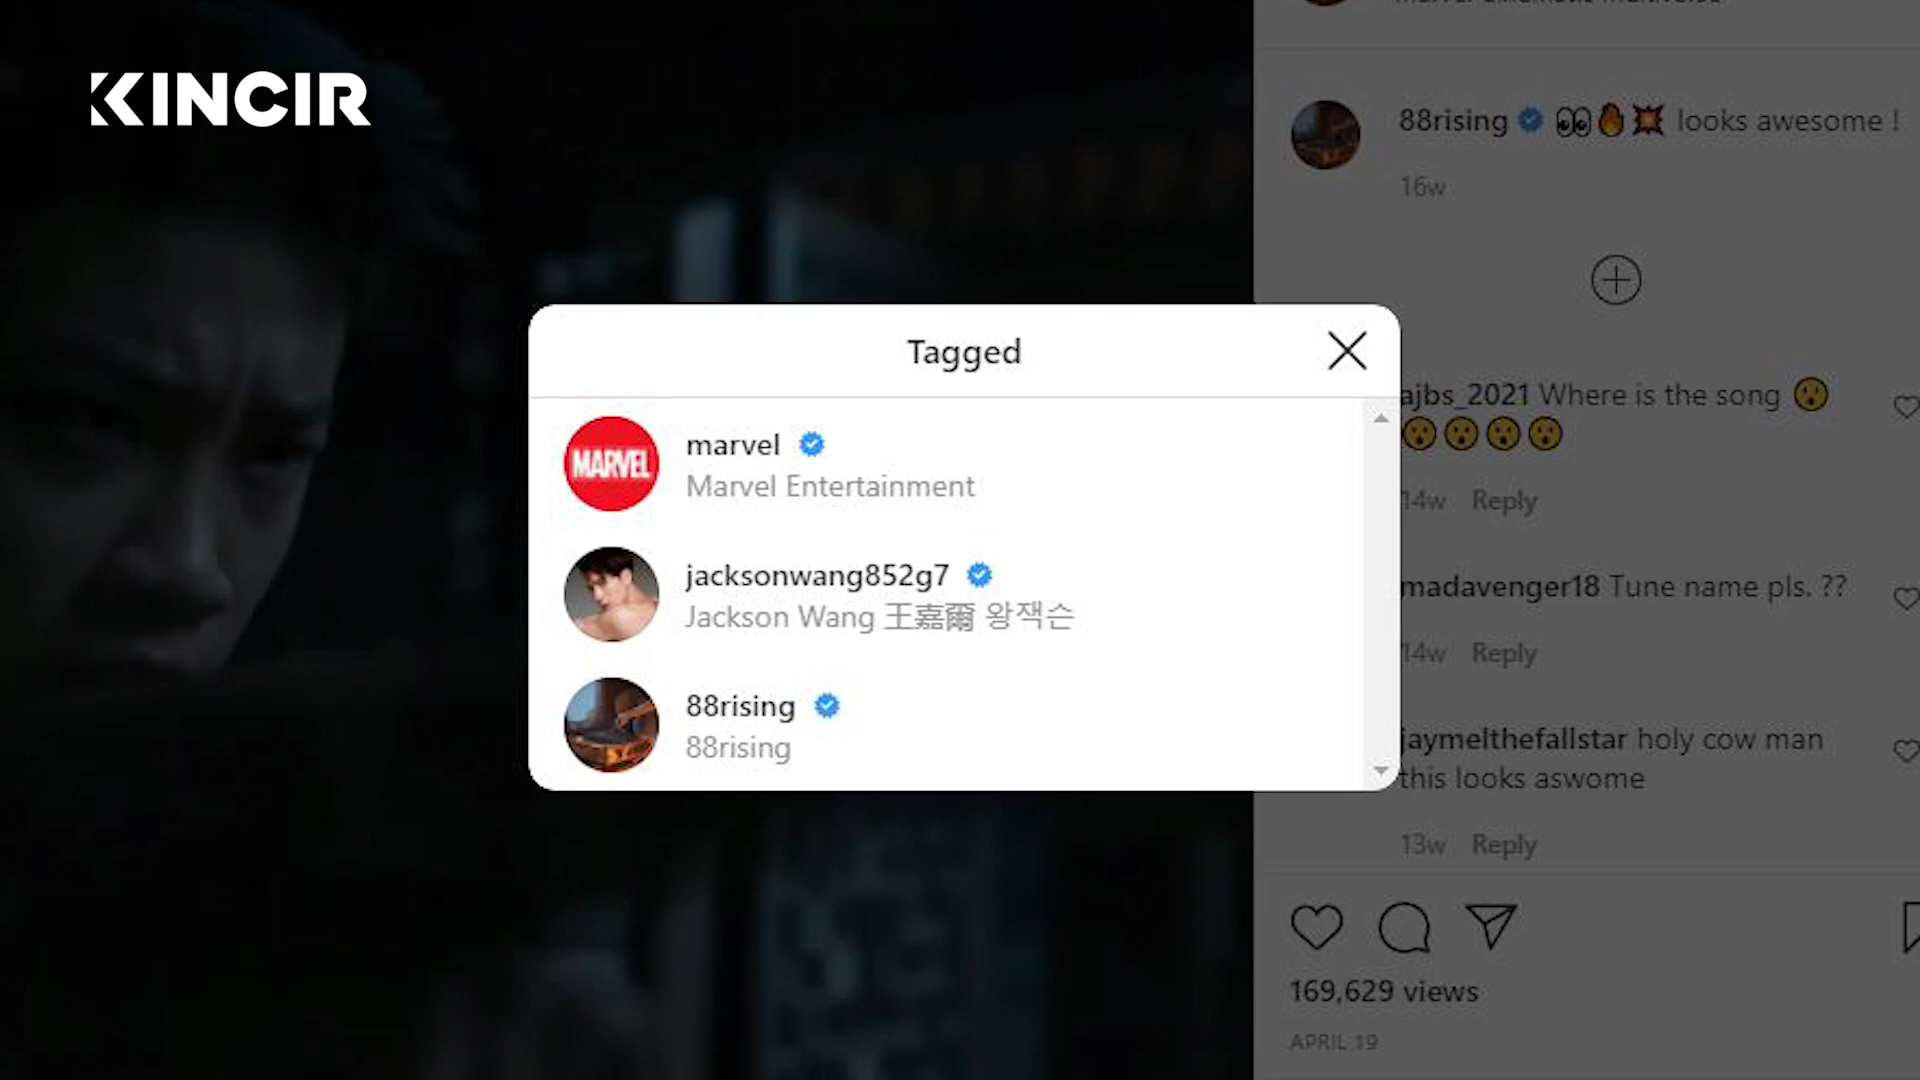 KINCIR
88rising 👀🔥💥 looks awesome !
16w
Tagged
MARVEL
marvel
Marvel Entertainment
jacksonwang852g7
Jackson Wang 王嘉爾 왕잭슨
88rising
88rising
ajbs_2021 Where is the song 😮
😮😮😮😮
14w Reply
madavenger18 Tune name pls. ??
14w Reply
jaymelthefallstar holy cow man
this looks aswome
13w Reply
169,629 views
APRIL 19